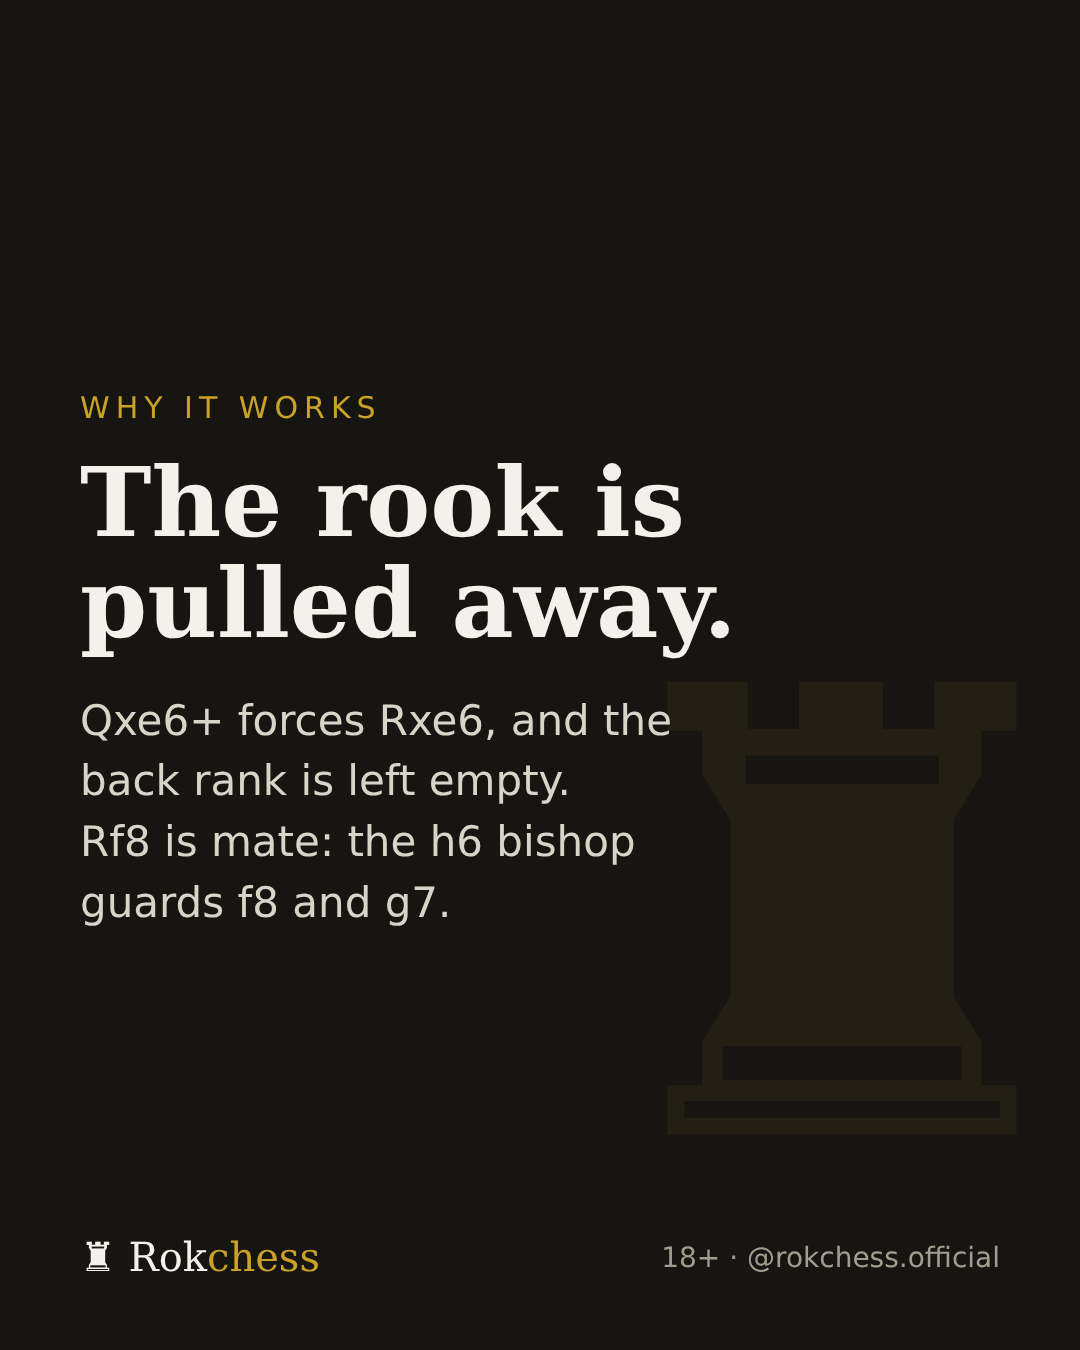 WHY IT WORKS
The rook is
pulled away.
Qxe6+ forces Rxe6, and the
back rank is left empty.
Rf8 is mate: the h6 bishop
guards f8 and g7.
Rokchess
18+ · @rokchess.official